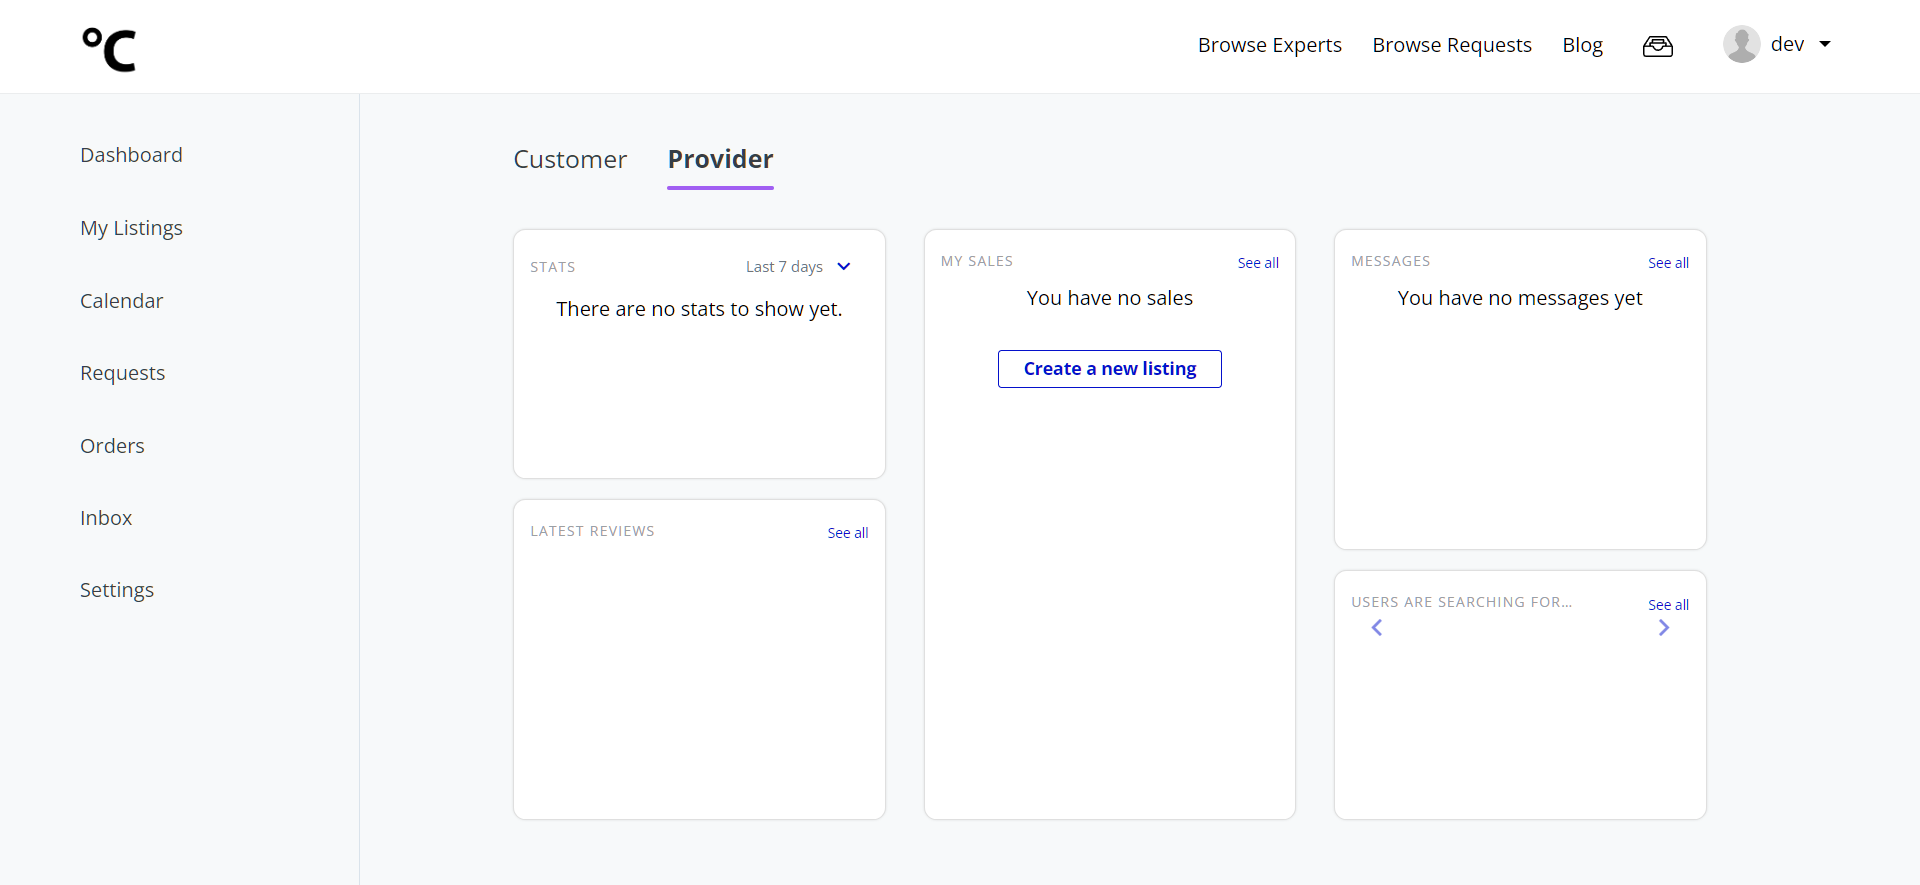 °C
Browse Experts
Browse Requests
Blog
dev
Dashboard
My Listings
Calendar
Requests
Orders
Inbox
Settings
Customer
Provider
STATS
Last 7 days
There are no stats to show yet.
LATEST REVIEWS
See all
MY SALES
See all
You have no sales
Create a new listing
MESSAGES
See all
You have no messages yet
USERS ARE SEARCHING FOR...
See all